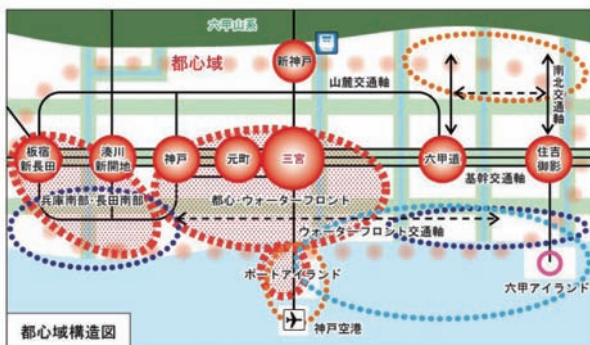 六甲山系
都心域
新神戸
山麓交通軸
南北交通軸
板宿
新長田
湊川
新開地
神戸
元町
三宮
六甲道
住吉
御影
基幹交通軸
兵庫南部・長田南部
都心・ウォーターフロント
ウォーターフロント交通軸
ポートアイランド
六甲アイランド
神戸空港
都心域構造図